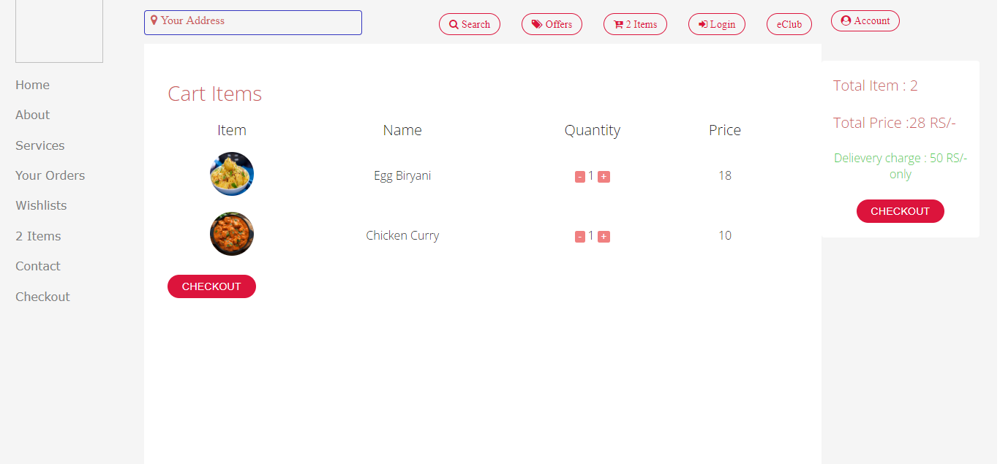 Your Address
Search
Offers
2 Items
Login
eClub
Account
Home
About
Services
Your Orders
Wishlists
2 Items
Contact
Checkout
Cart Items
Item Name Quantity Price
Egg Biryani - 1 + 18
Chicken Curry - 1 + 10
CHECKOUT
Total Item : 2
Total Price :28 RS/-
Delievery charge : 50 RS/-
only
CHECKOUT